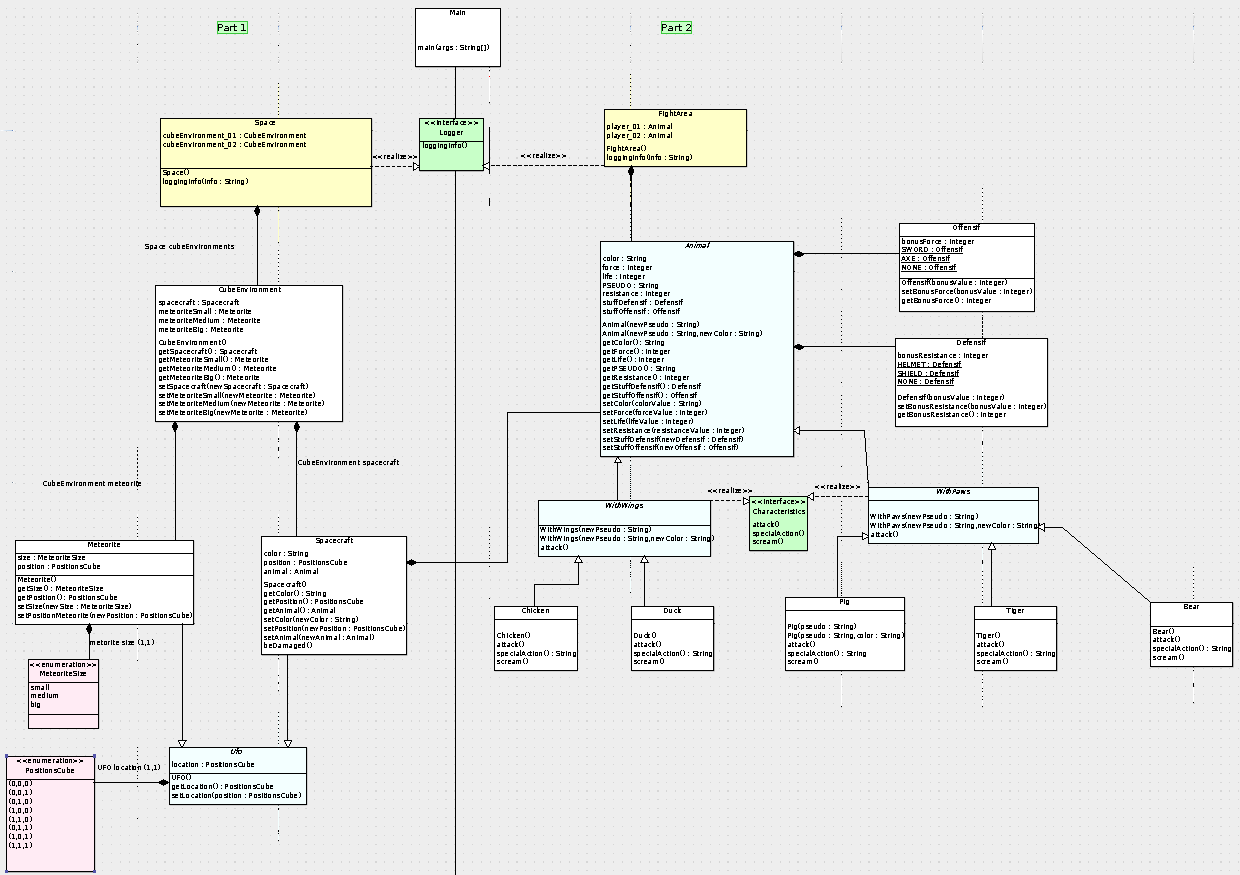 Part 1
Part 2
Main
main(args : String[])
Space
cubeEnvironment_01 : CubeEnvironment
cubeEnvironment_02 : CubeEnvironment
Space()
loggingInfo(info : String)
<<realize>>
<<interface>>
Logger
loggingInfo()
<<realize>>
FightArea
player_01 : Animal
player_02 : Animal
FightArea()
loggingInfo(info : String)
Space cubeEnvironments
CubeEnvironment
spacecraft : Spacecraft
meteoriteSmall : Meteorite
meteoriteMedium : Meteorite
meteoriteBig : Meteorite
CubeEnvironment()
getSpacecraft() : Spacecraft
getMeteoriteSmall() : Meteorite
getMeteoriteMedium() : Meteorite
getMeteoriteBig() : Meteorite
setSpacecraft(newSpacecraft : Spacecraft)
setMeteoriteSmall(newMeteorite : Meteorite)
setMeteoriteMedium(newMeteorite : Meteorite)
setMeteoriteBig(newMeteorite : Meteorite)
Animal
color : String
force : Integer
life : Integer
PSEUDO : String
resistance : Integer
stuffDefensif : Defensif
stuffOffensif : Offensif
Animal(newPseudo : String)
Animal(newPseudo : String,newColor : String)
getColor() : String
getForce() : Integer
getLife() : Integer
getPSEUDO() : String
getResistance() : Integer
getStuffDefensif() : Defensif
getStuffOffensif() : Offensif
setColor(colorValue : String)
setForce(forceValue : Integer)
setLife(lifeValue : Integer)
setResistance(resistanceValue : Integer)
setStuffDefensif(newDefensif : Defensif)
setStuffOffensif(newOffensif : Offensif)
Offensif
bonusForce : Integer
SWORD : Offensif
AXE : Offensif
NONE : Offensif
Offensif(bonusValue : Integer)
setBonusForce(bonusValue : Integer)
getBonusForce() : Integer
Defensif
bonusResistance : Integer
HELMET : Defensif
SHIELD : Defensif
NONE : Defensif
Defensif(bonusValue : Integer)
setBonusResistance(bonusValue : Integer)
getBonusResistance() : Integer
CubeEnvironment meteorite
CubeEnvironment spacecraft
WithWings
WithWings(newPseudo : String)
WithWings(newPseudo : String,newColor : String)
attack()
<<realize>>
<<interface>>
Characteristics
attack()
specialAction()
scream()
<<realize>>
WithPaws
WithPaws(newPseudo : String)
WithPaws(newPseudo : String,newColor : String)
attack()
Meteorite
size : MeteoriteSize
position : PositionsCube
Meteorite()
getSize() : MeteoriteSize
getPosition() : PositionsCube
setSize(newSize : MeteoriteSize)
setPositionMeteorite(newPosition : PositionsCube)
Spacecraft
color : String
position : PositionsCube
animal : Animal
Spacecraft()
getColor() : String
getPosition() : PositionsCube
getAnimal() : Animal
setColor(newColor : String)
setPosition(newPosition : PositionsCube)
setAnimal(newAnimal : Animal)
beDamaged()
Chicken
Chicken()
attack()
specialAction() : String
scream()
Duck
Duck()
attack()
specialAction() : String
scream()
Pig
Pig(pseudo : String)
Pig(pseudo : String,color : String)
attack()
specialAction() : String
scream()
Tiger
Tiger()
attack()
specialAction() : String
scream()
Bear
Bear()
attack()
specialAction() : String
scream()
metorite size (1,1)
<<enumeration>>
MeteoriteSize
small
medium
big
<<enumeration>>
PositionsCube
(0,0,0)
(0,0,1)
(0,1,0)
(1,0,0)
(1,1,0)
(0,1,1)
(1,0,1)
(1,1,1)
UFO location (1,1)
Ufo
location : PositionsCube
UFO()
getLocation() : PositionsCube
setLocation(position : PositionsCube)